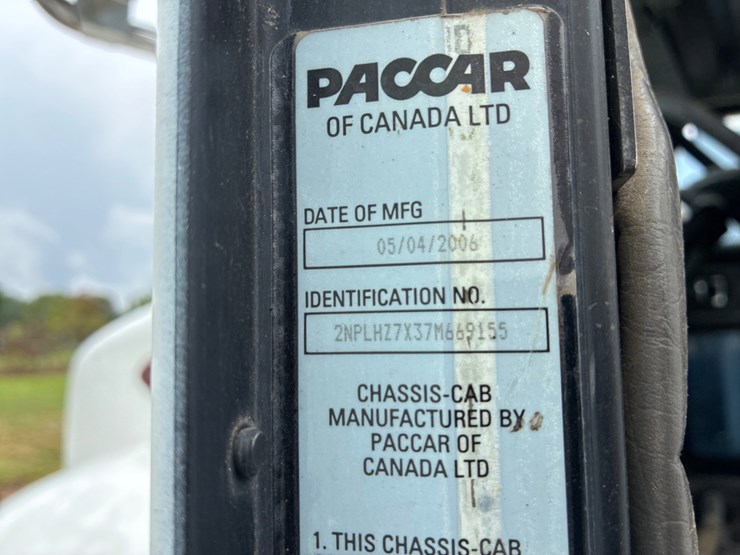 PACCAR
OF CANADA LTD
DATE OF MFG
05/04/2006
IDENTIFICATION NO.
2NPLHZ7X37M669155
CHASSIS-CAB
MANUFACTURED BY
PACCAR OF
CANADA LTD
1. THIS CHASSIS-CAB